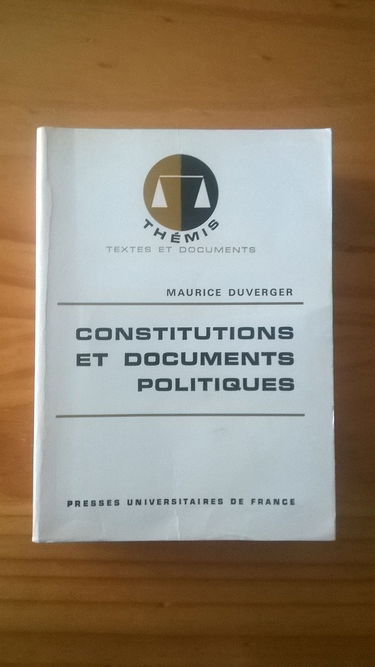 THÉMIS
TEXTES ET DOCUMENTS
MAURICE DUVERGER
CONSTITUTIONS
ET DOCUMENTS
POLITIQUES
PRESSES UNIVERSITAIRES DE FRANCE